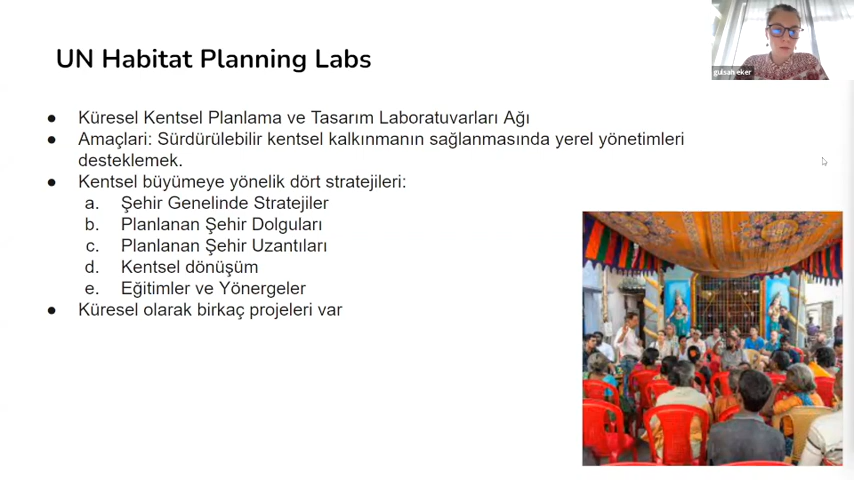 UN Habitat Planning Labs
gulsah eker
● Küresel Kentsel Planlama ve Tasarım Laboratuvarları Ağı
● Amaçlari: Sürdürülebilir kentsel kalkınmanın sağlanmasında yerel yönetimleri
desteklemek.
● Kentsel büyümeye yönelik dört stratejileri:
a. Şehir Genelinde Stratejiler
b. Planlanan Şehir Dolguları
c. Planlanan Şehir Uzantıları
d. Kentsel dönüşüm
e. Eğitimler ve Yönergeler
● Küresel olarak birkaç projeleri var